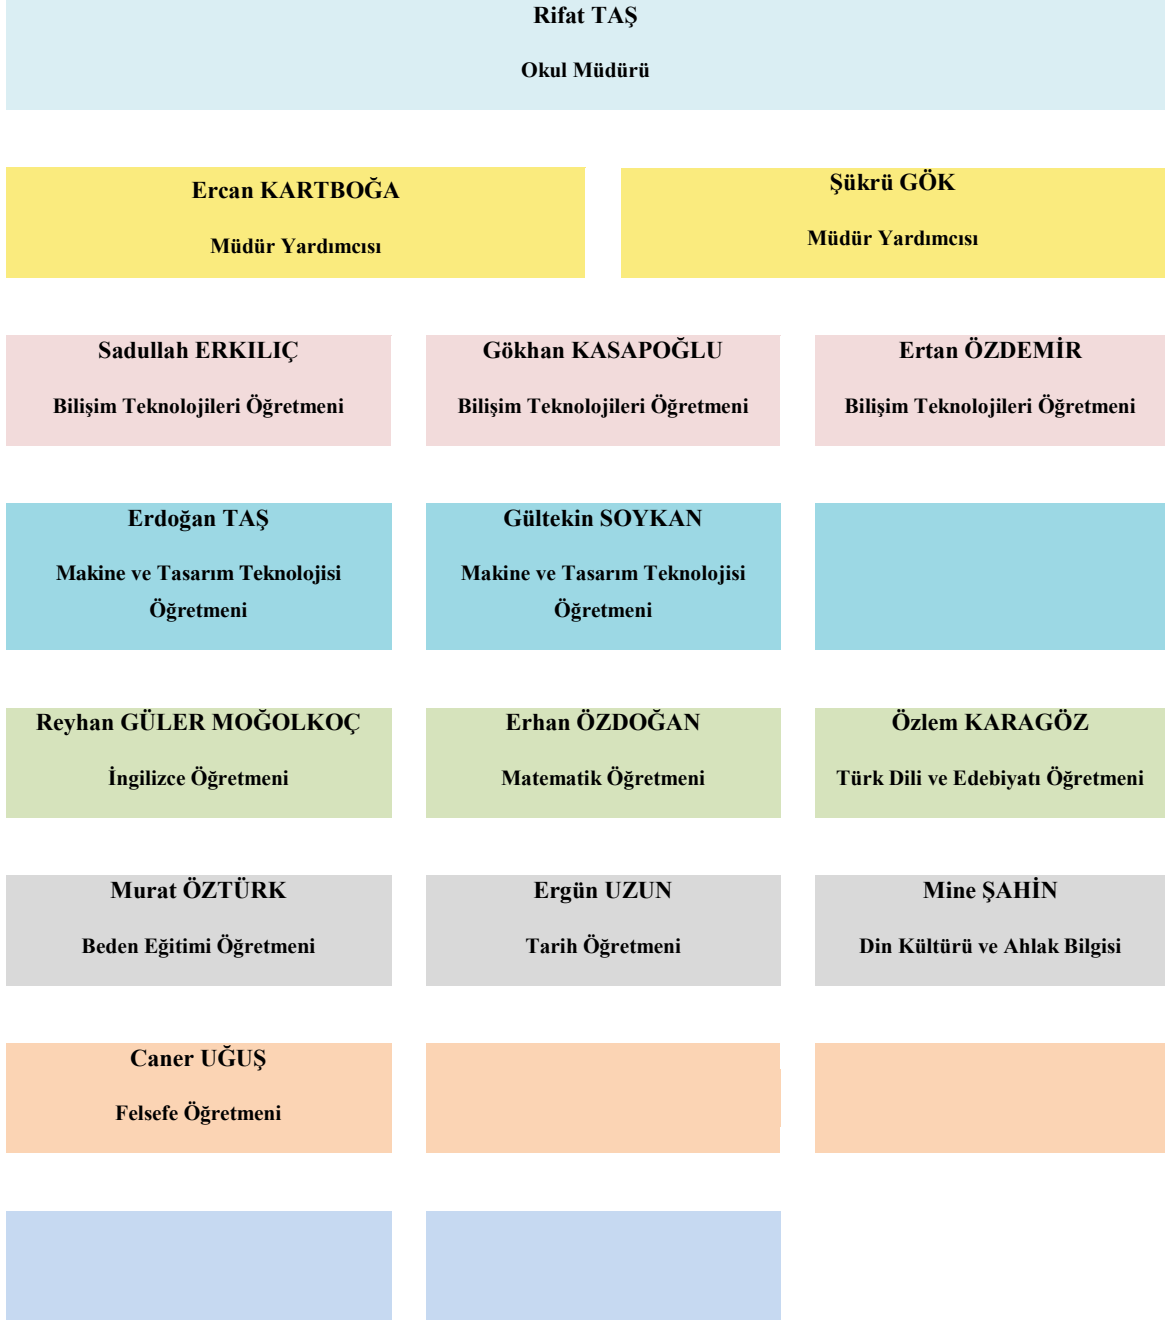 Rifat TAŞ
Okul Müdürü
Ercan KARTBOĞA
Müdür Yardımcısı
Şükrü GÖK
Müdür Yardımcısı
Sadullah ERKILIÇ
Bilişim Teknolojileri Öğretmeni
Gökhan KASAPOĞLU
Bilişim Teknolojileri Öğretmeni
Ertan ÖZDEMİR
Bilişim Teknolojileri Öğretmeni
Erdoğan TAŞ
Makine ve Tasarım Teknolojisi
Öğretmeni
Gültekin SOYKAN
Makine ve Tasarım Teknolojisi
Öğretmeni
Reyhan GÜLER MOĞOLKOÇ
İngilizce Öğretmeni
Erhan ÖZDOĞAN
Matematik Öğretmeni
Özlem KARAGÖZ
Türk Dili ve Edebiyatı Öğretmeni
Murat ÖZTÜRK
Beden Eğitimi Öğretmeni
Ergün UZUN
Tarih Öğretmeni
Mine ŞAHİN
Din Kültürü ve Ahlak Bilgisi
Caner UĞUŞ
Felsefe Öğretmeni